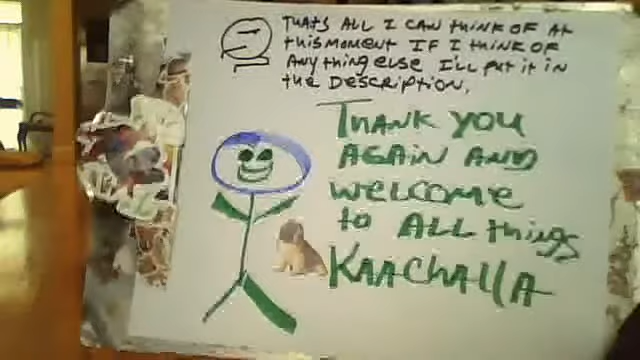 THATS ALL I CAN THINK OF AT
THIS MOMENT IF I THINK OF
ANYTHING ELSE I'LL PUT IT IN
THE DESCRIPTION.
THANK YOU
AGAIN AND
WELCOME
TO ALL THINGS
KAACHALLA